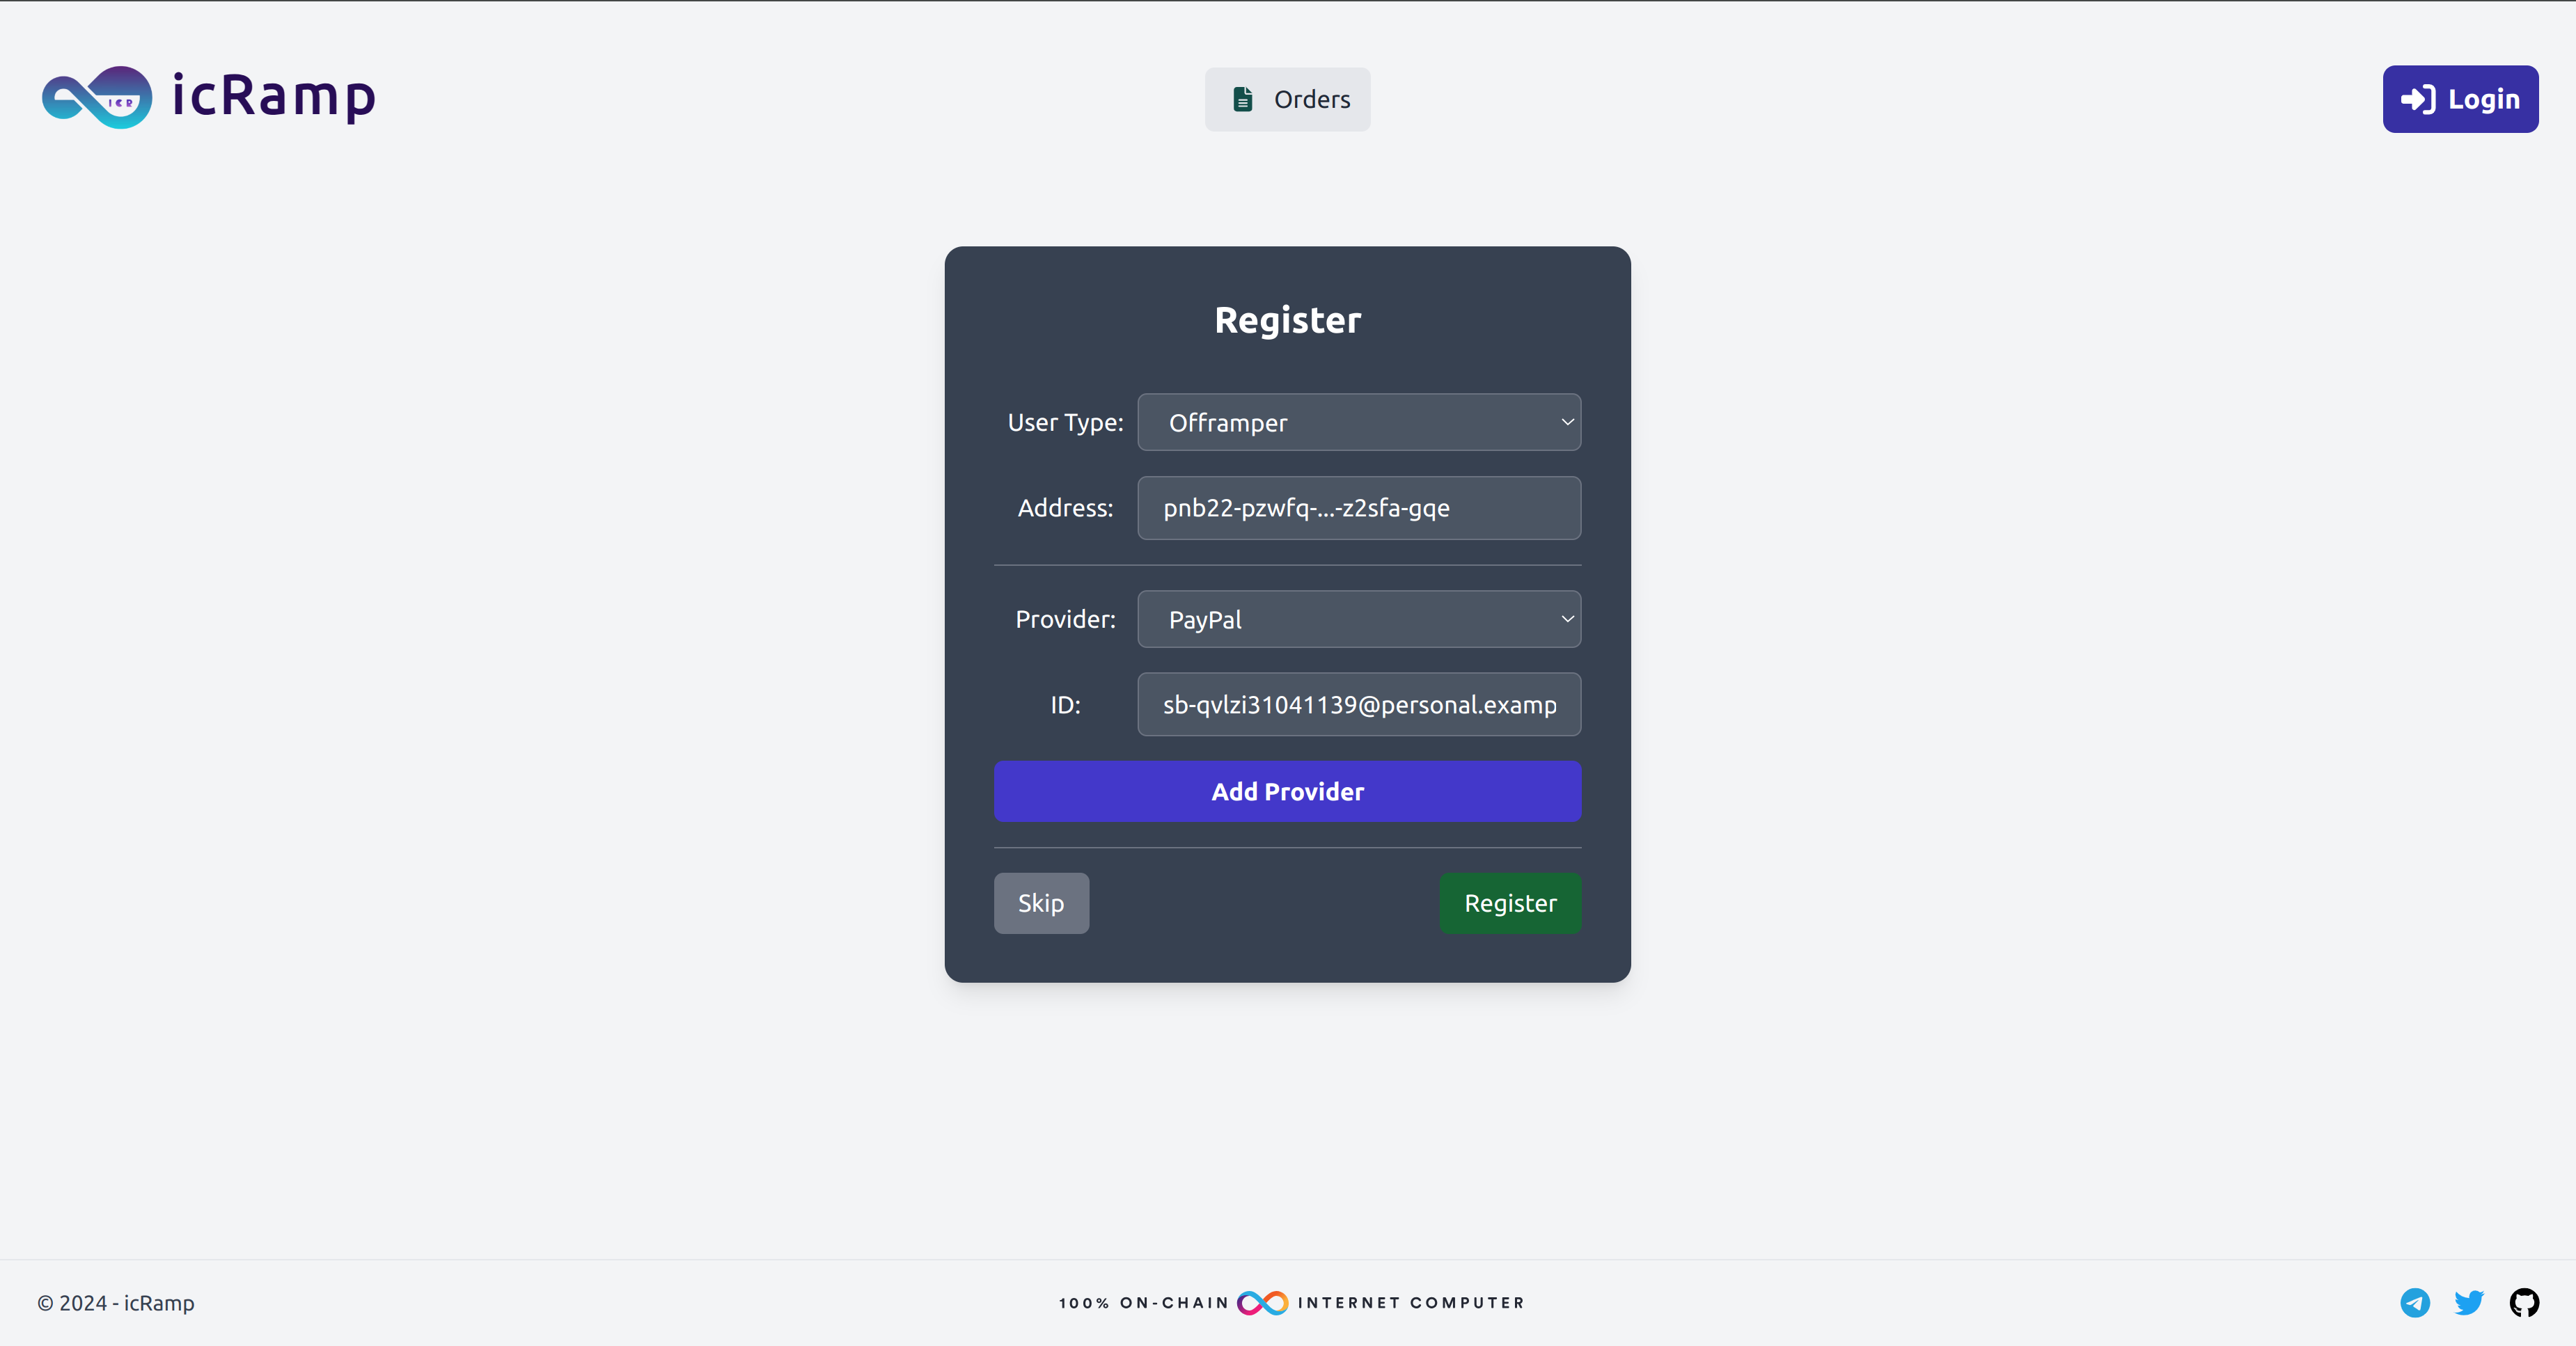 ICR icRamp
Orders
Login
Register
User Type: Offramper
Address: pnb22-pzwfq-...-z2sfa-gqe
Provider: PayPal
ID: sb-qvlzi31041139@personal.examp
Add Provider
Skip
Register
© 2024 - icRamp
100% ON-CHAIN INTERNET COMPUTER